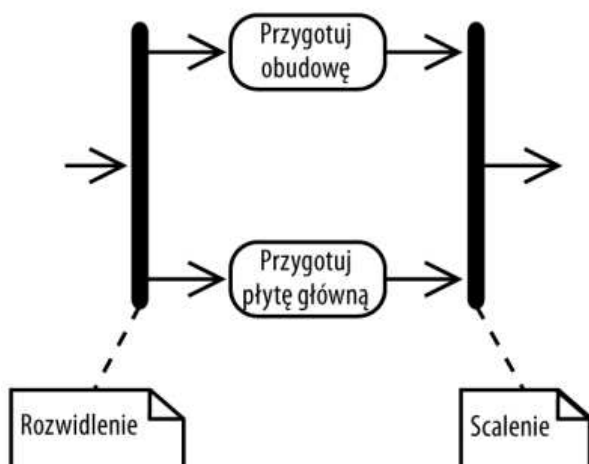 Przygotuj
obudowę
Przygotuj
płytę główną
Rozwidlenie
Scalenie